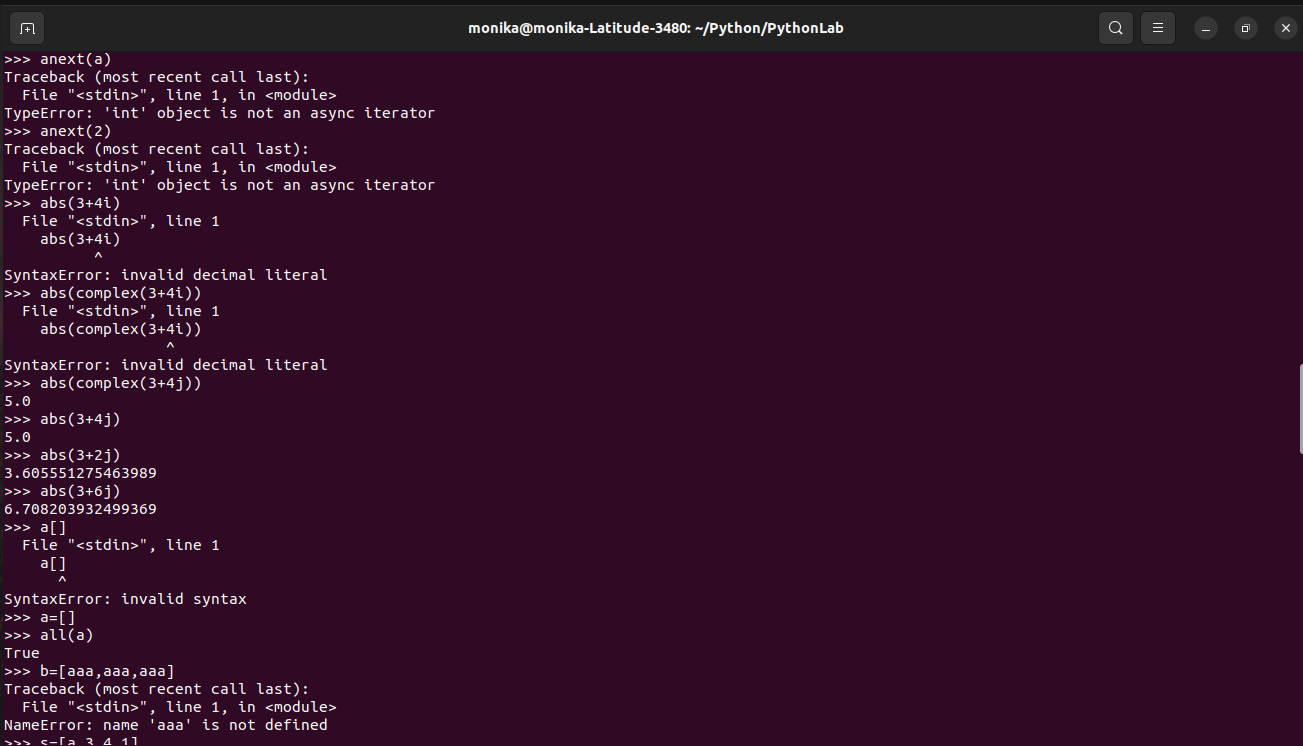 monika@monika-Latitude-3480: ~/Python/PythonLab
>>> anext(a)
Traceback (most recent call last):
  File "<stdin>", line 1, in <module>
TypeError: 'int' object is not an async iterator
>>> anext(2)
Traceback (most recent call last):
  File "<stdin>", line 1, in <module>
TypeError: 'int' object is not an async iterator
>>> abs(3+4i)
  File "<stdin>", line 1
    abs(3+4i)
          ^
SyntaxError: invalid decimal literal
>>> abs(complex(3+4i))
  File "<stdin>", line 1
    abs(complex(3+4i))
                  ^
SyntaxError: invalid decimal literal
>>> abs(complex(3+4j))
5.0
>>> abs(3+4j)
5.0
>>> abs(3+2j)
3.605551275463989
>>> abs(3+6j)
6.708203932499369
>>> a[]
  File "<stdin>", line 1
    a[]
      ^
SyntaxError: invalid syntax
>>> a=[]
>>> all(a)
True
>>> b=[aaa,aaa,aaa]
Traceback (most recent call last):
  File "<stdin>", line 1, in <module>
NameError: name 'aaa' is not defined
>>> s=[a,3,4,1]